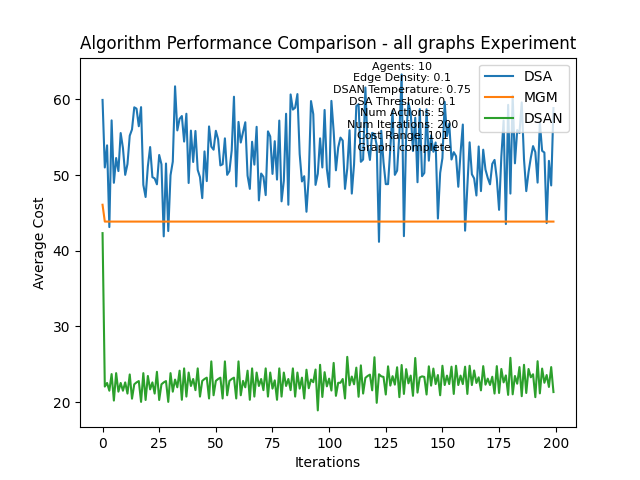 Algorithm Performance Comparison - all graphs Experiment
Agents: 10
Edge Density: 0.1
DSAN Temperature: 0.75
DSA Threshold: 0.1
Num Actions: 5
Num Iterations: 200
Cost Range: 101
Graph: complete
DSA
MGM
DSAN
Average Cost
60
50
40
30
20
0
25
50
75
100
125
150
175
200
Iterations